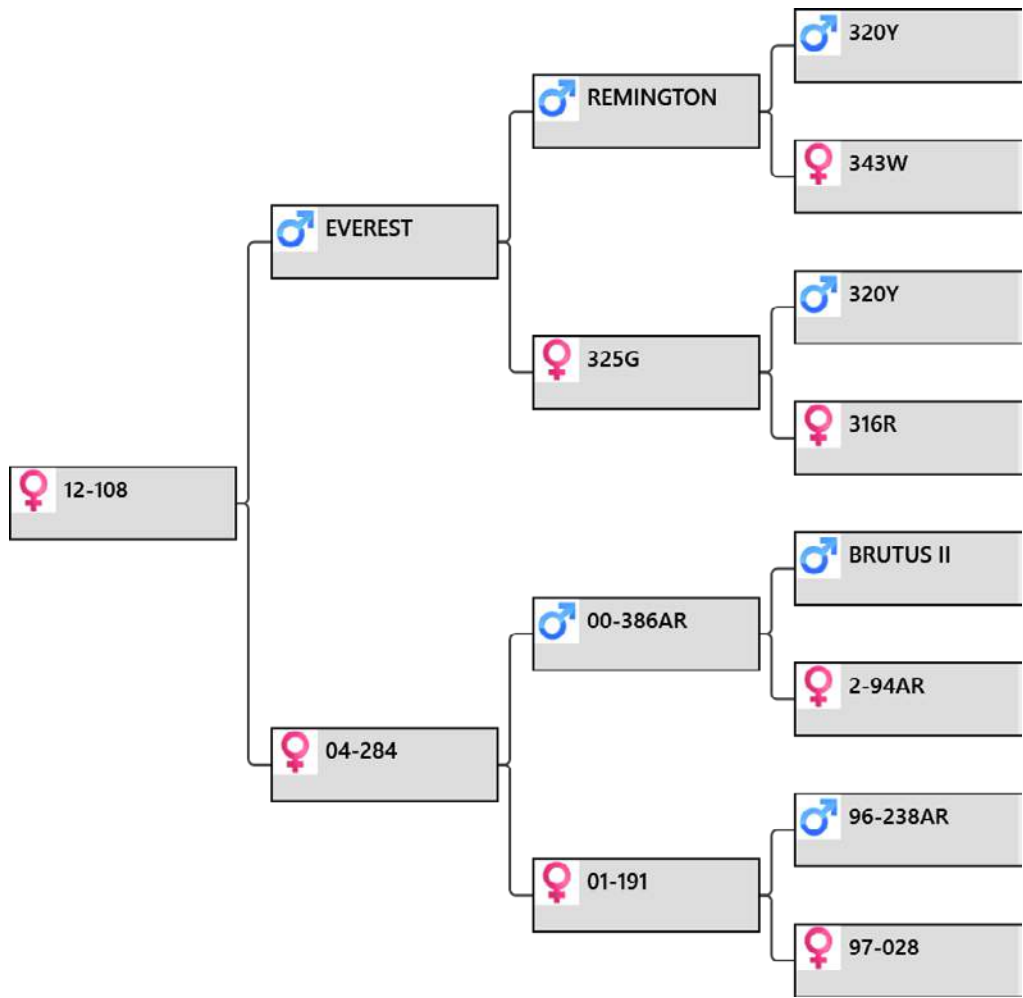 320Y
REMINGTON
343W
EVEREST
320Y
325G
316R
12-108
BRUTUS II
00-386AR
2-94AR
04-284
96-238AR
01-191
97-028